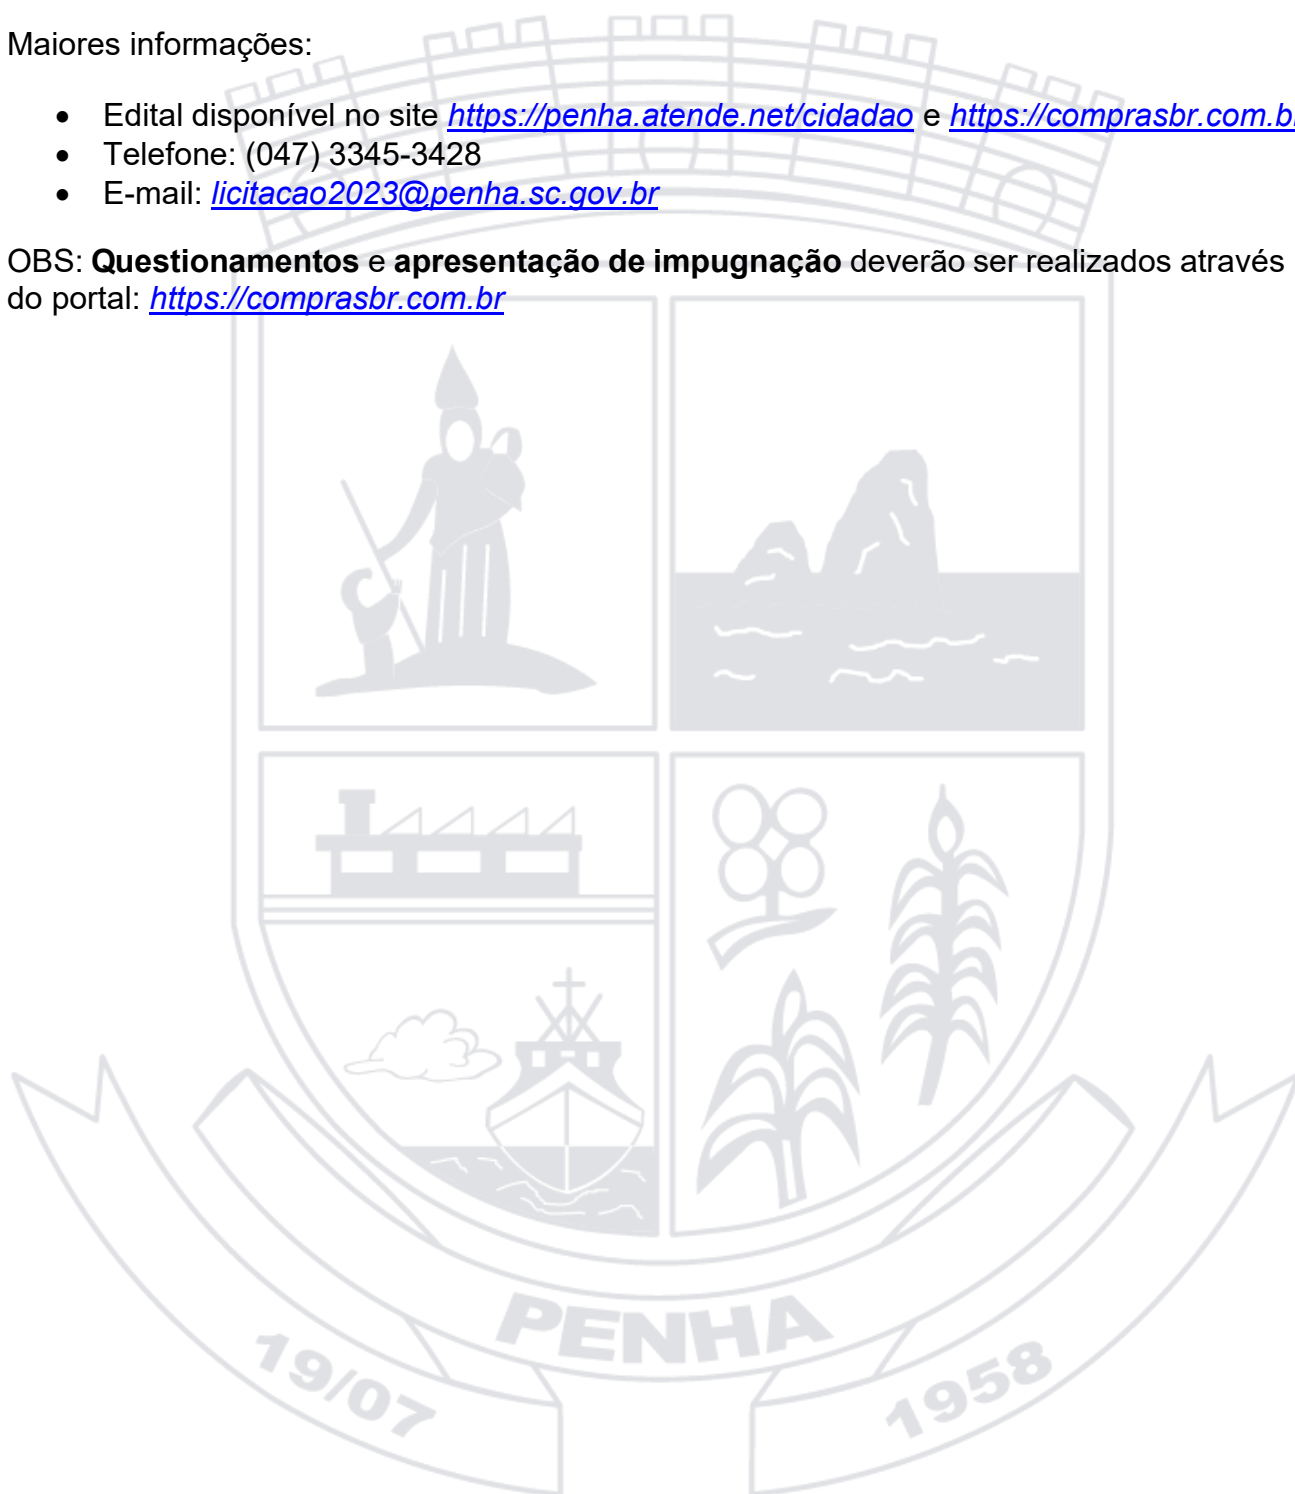 Maiores informações:
• Edital disponível no site https://penha.atende.net/cidadao e https://comprasbr.com.br
• Telefone: (047) 3345-3428
• E-mail: licitacao2023@penha.sc.gov.br
OBS: Questionamentos e apresentação de impugnação deverão ser realizados através
do portal: https://comprasbr.com.br
PENHA
19/07
1958